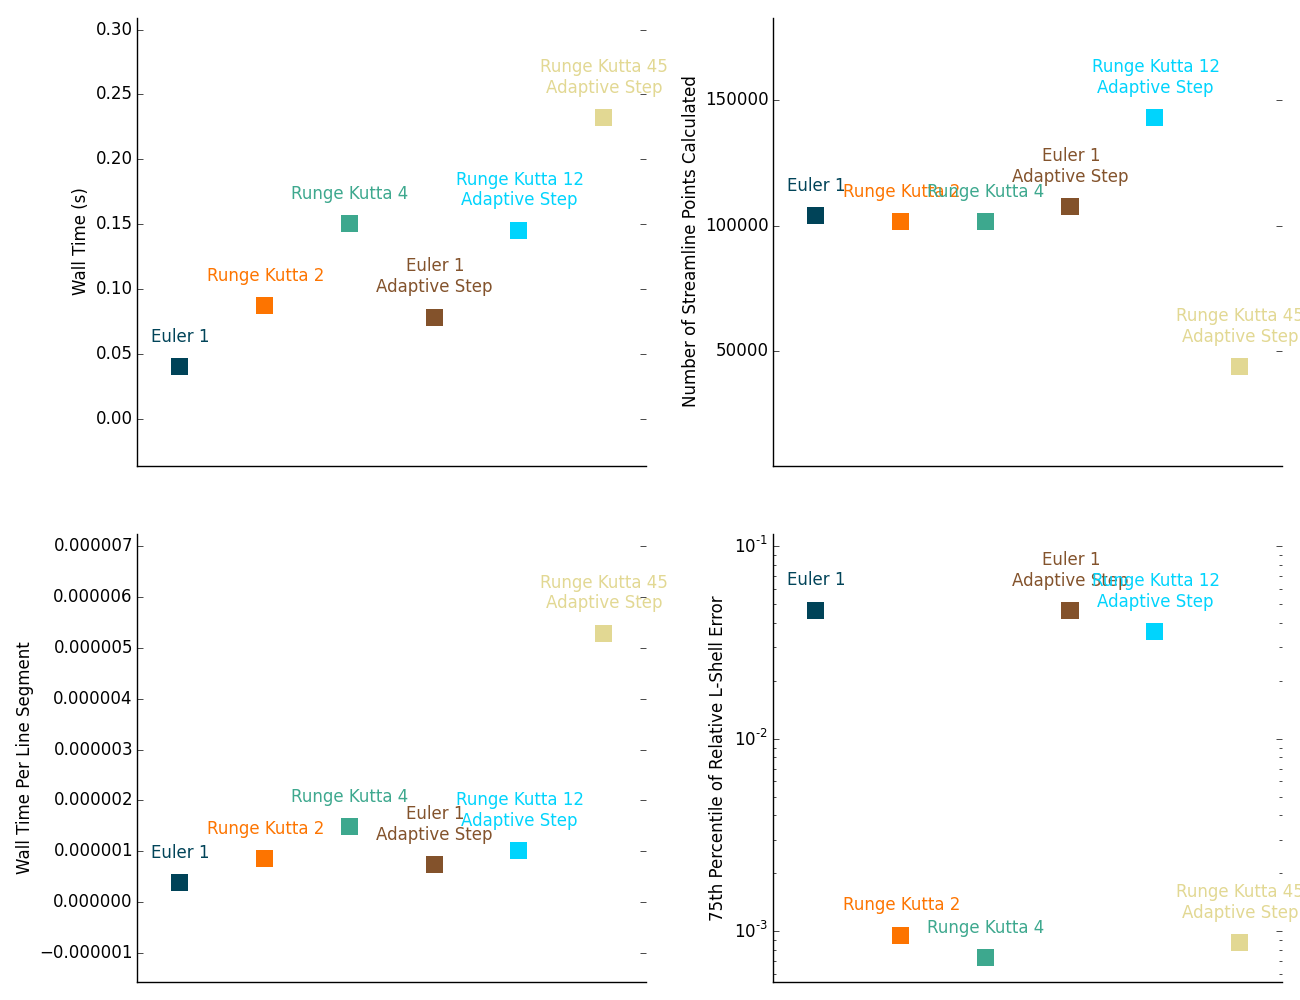 0.30
0.25
0.20
0.15
0.10
0.05
0.00
Wall Time (s)
Runge Kutta 45
Adaptive Step
Runge Kutta 12
Adaptive Step
Runge Kutta 4
Euler 1
Adaptive Step
Runge Kutta 2
Euler 1
150000
100000
50000
Number of Streamline Points Calculated
Runge Kutta 12
Adaptive Step
Euler 1
Adaptive Step
Euler 1
Runge Kutta 2
Runge Kutta 4
Runge Kutta 45
Adaptive Step
0.000007
0.000006
0.000005
0.000004
0.000003
0.000002
0.000001
0.000000
−0.000001
Wall Time Per Line Segment
Runge Kutta 45
Adaptive Step
Runge Kutta 4
Runge Kutta 12
Adaptive Step
Euler 1
Adaptive Step
Runge Kutta 2
Euler 1
10⁻¹
10⁻²
10⁻³
75th Percentile of Relative L-Shell Error
Euler 1
Adaptive Step
Euler 1
Runge Kutta 12
Adaptive Step
Runge Kutta 2
Runge Kutta 4
Runge Kutta 45
Adaptive Step